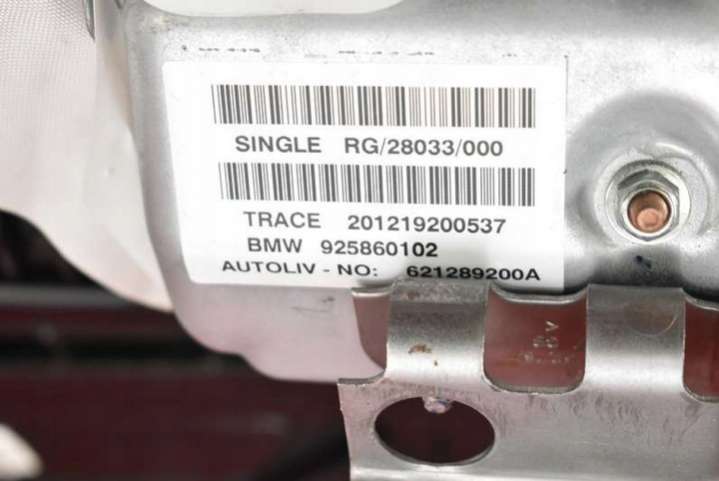 SINGLE RG/28033/000
TRACE 201219200537
BMW 925860102
AUTOLIV - NO: 621289200A